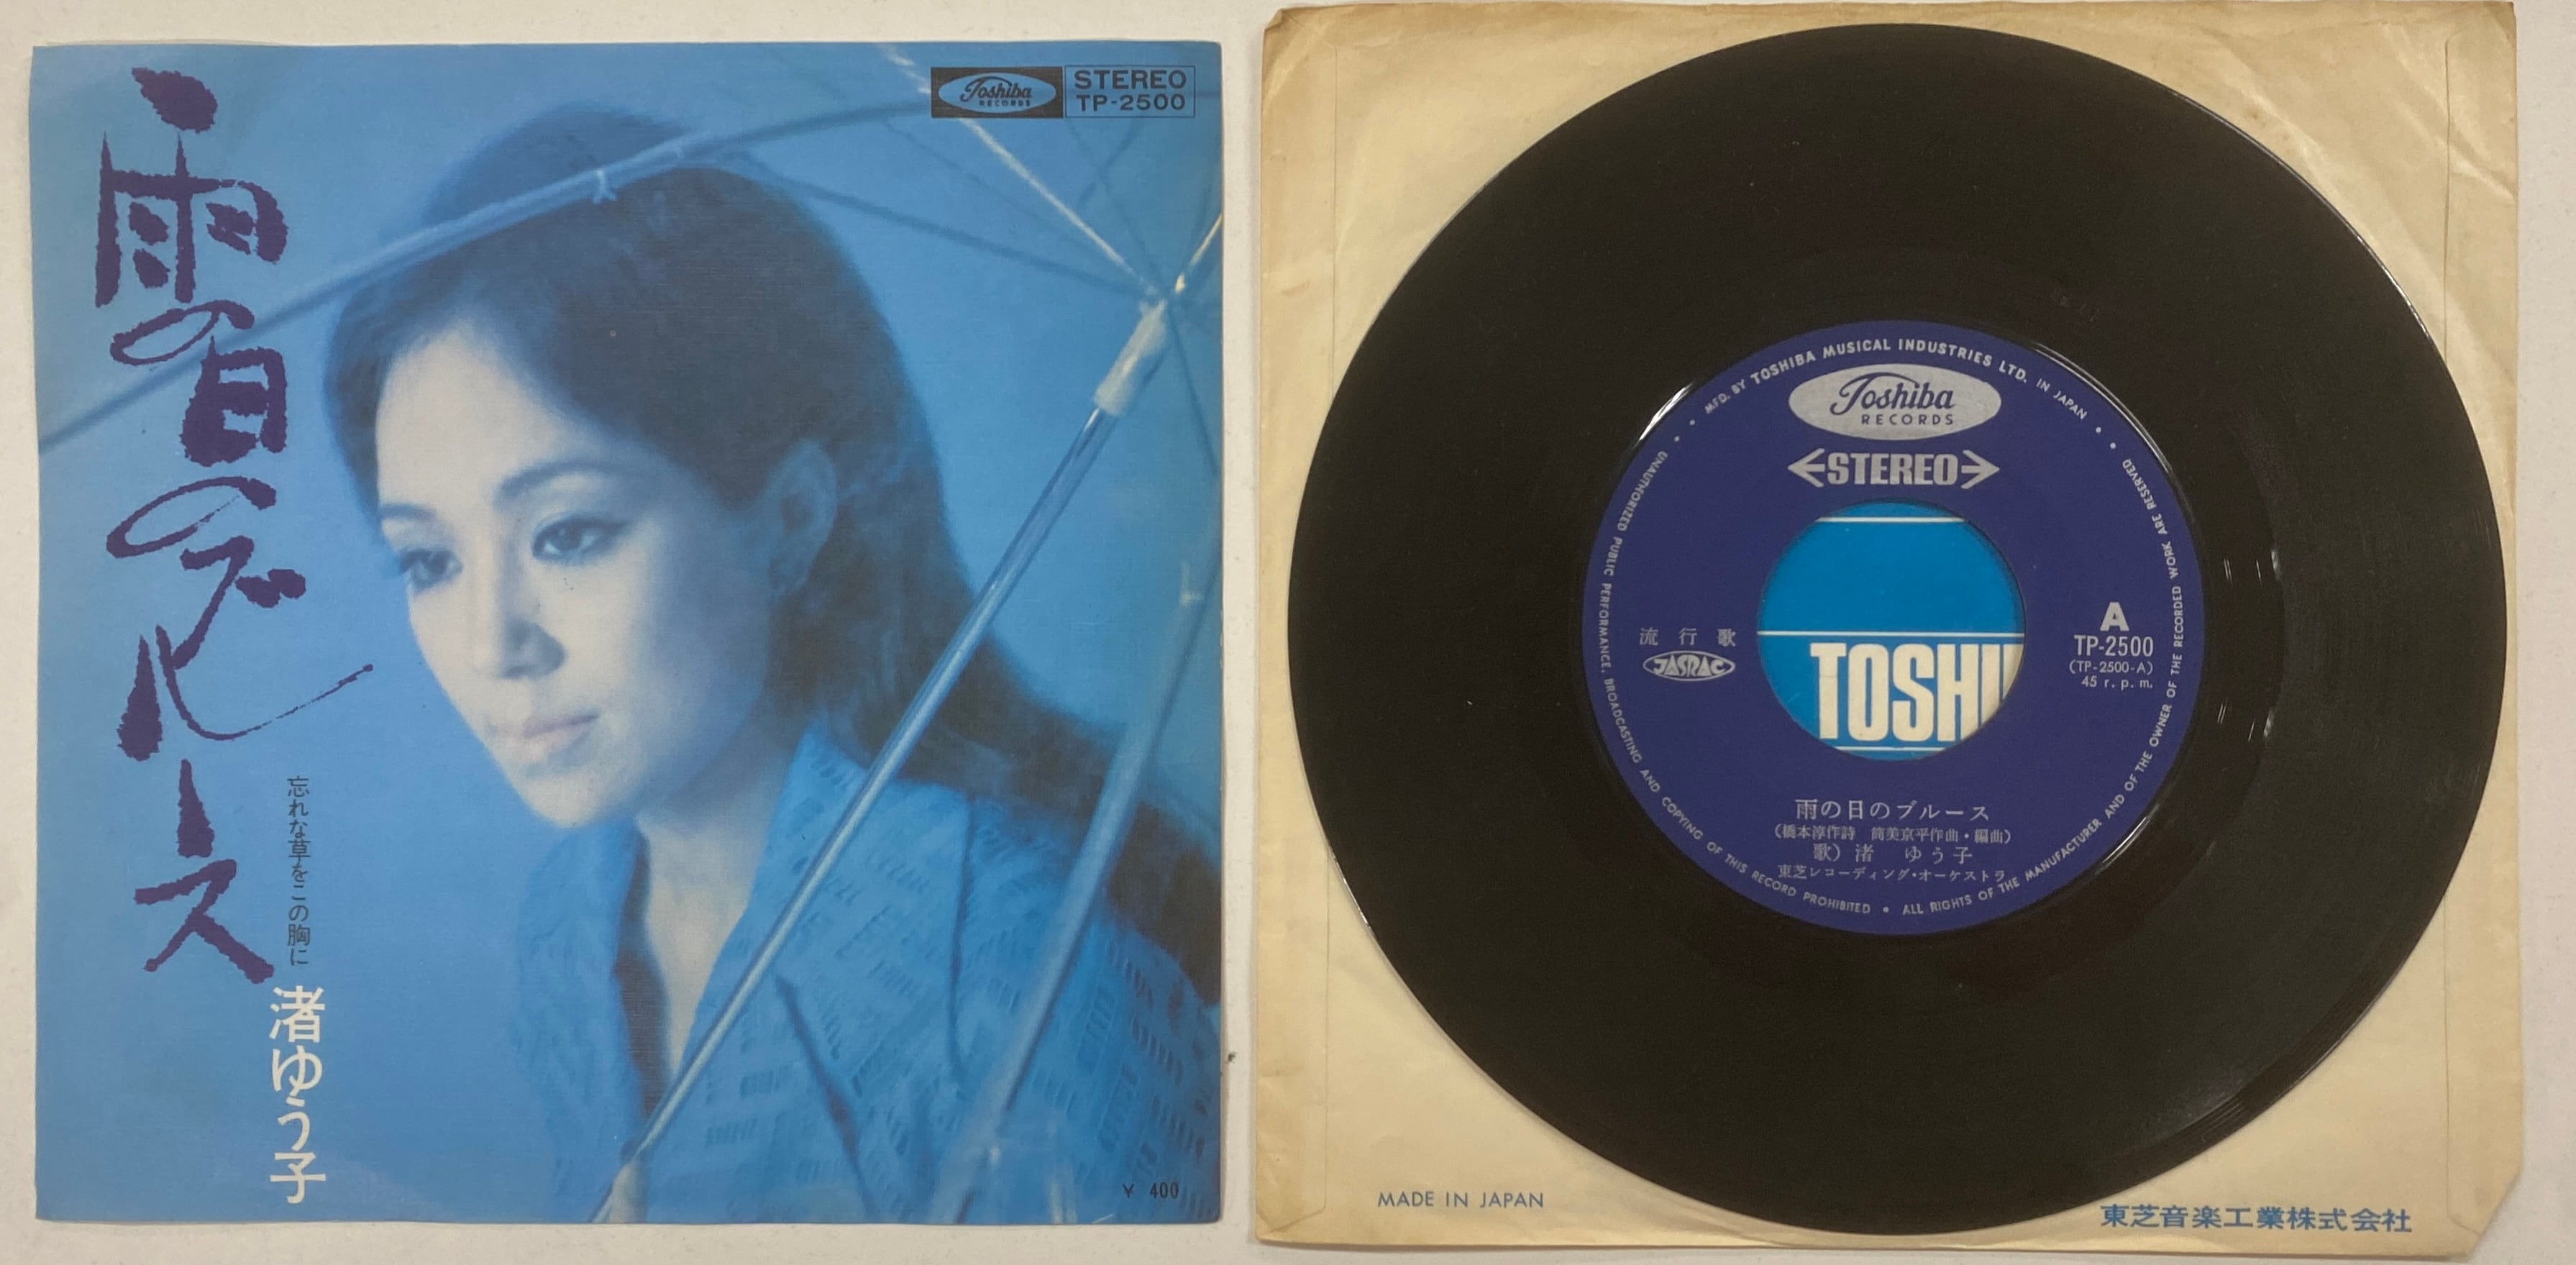 雨の日のブルース
忘れな草をこの胸に
渚ゆう子
Toshiba
RECORDS
STEREO
TP-2500
¥ 400
MFD. BY TOSHIBA MUSICAL INDUSTRIES LTD. IN JAPAN
Toshiba
RECORDS
STEREO
流行歌
JASRAC
TOSHI
A
TP-2500
(TP-2500-A)
45 r.p.m.
雨の日のブルース
(橋本淳作詩 筒美京平作曲・編曲)
歌) 渚 ゆう子
東芝レコーディング・オーケストラ
UNAUTHORIZED PUBLIC PERFORMANCE, BROADCASTING AND COPYING OF THIS RECORD PROHIBITED • ALL RIGHTS OF THE MANUFACTURER AND OF THE OWNER OF THE RECORDED WORK ARE RESERVED
MADE IN JAPAN
東芝音楽工業株式会社